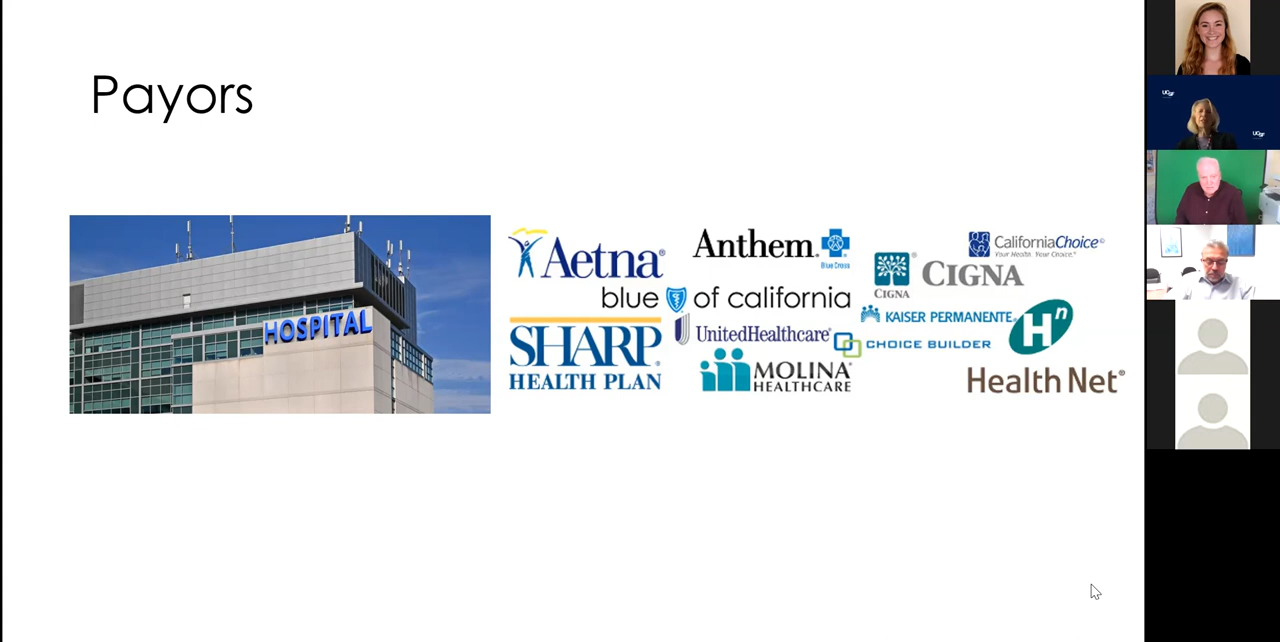 Payors
HOSPITAL
Aetna®
Anthem.
Blue Cross
CIGNA
CIGNA
CaliforniaChoice®
Your Health. Your Choice.®
blue of california
SHARP®
HEALTH PLAN
UnitedHealthcare®
KAISER PERMANENTE®
CHOICE BUILDER
MOLINA®
HEALTHCARE
Hn
Health Net®
UCSF
UCSF